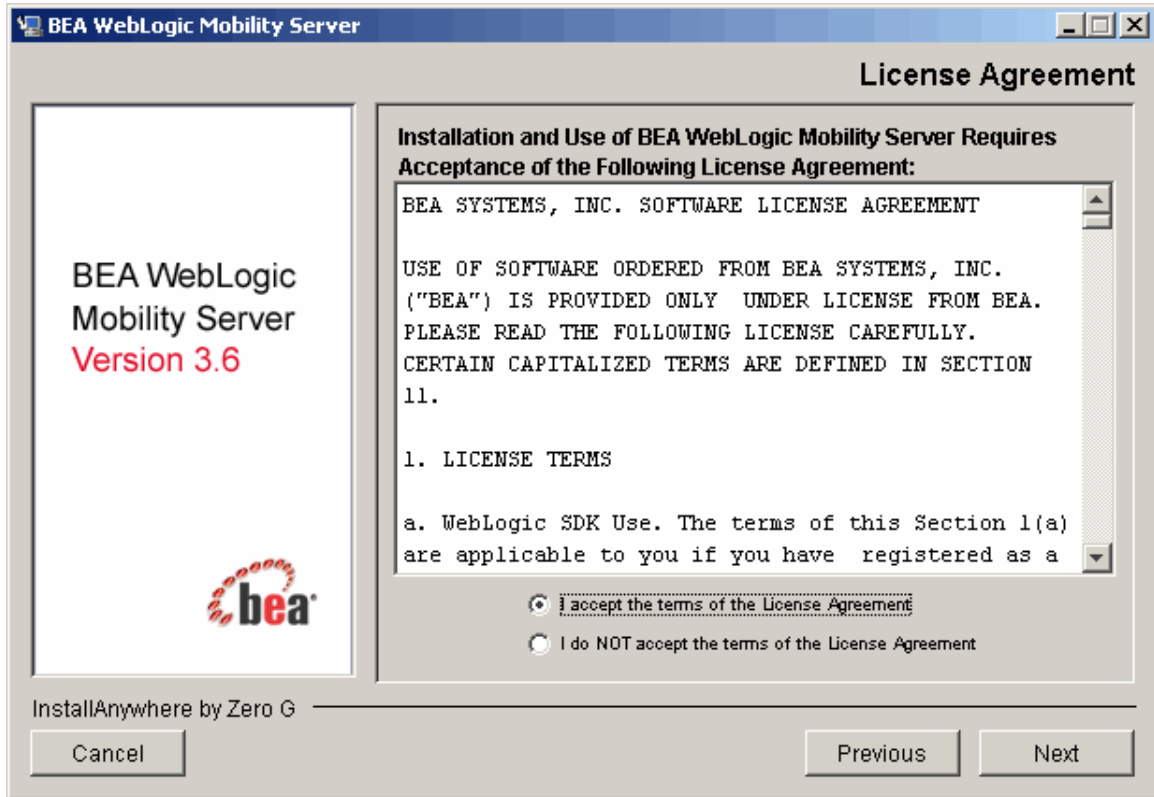 BEA WebLogic Mobility Server
License Agreement
BEA WebLogic
Mobility Server
Version 3.6
bea
Installation and Use of BEA WebLogic Mobility Server Requires
Acceptance of the Following License Agreement:
BEA SYSTEMS, INC. SOFTWARE LICENSE AGREEMENT
USE OF SOFTWARE ORDERED FROM BEA SYSTEMS, INC.
("BEA") IS PROVIDED ONLY  UNDER LICENSE FROM BEA.
PLEASE READ THE FOLLOWING LICENSE CAREFULLY.
CERTAIN CAPITALIZED TERMS ARE DEFINED IN SECTION
11.
1. LICENSE TERMS
a. WebLogic SDK Use. The terms of this Section 1(a)
are applicable to you if you have  registered as a
I accept the terms of the License Agreement
I do NOT accept the terms of the License Agreement
InstallAnywhere by Zero G
Cancel
Previous
Next